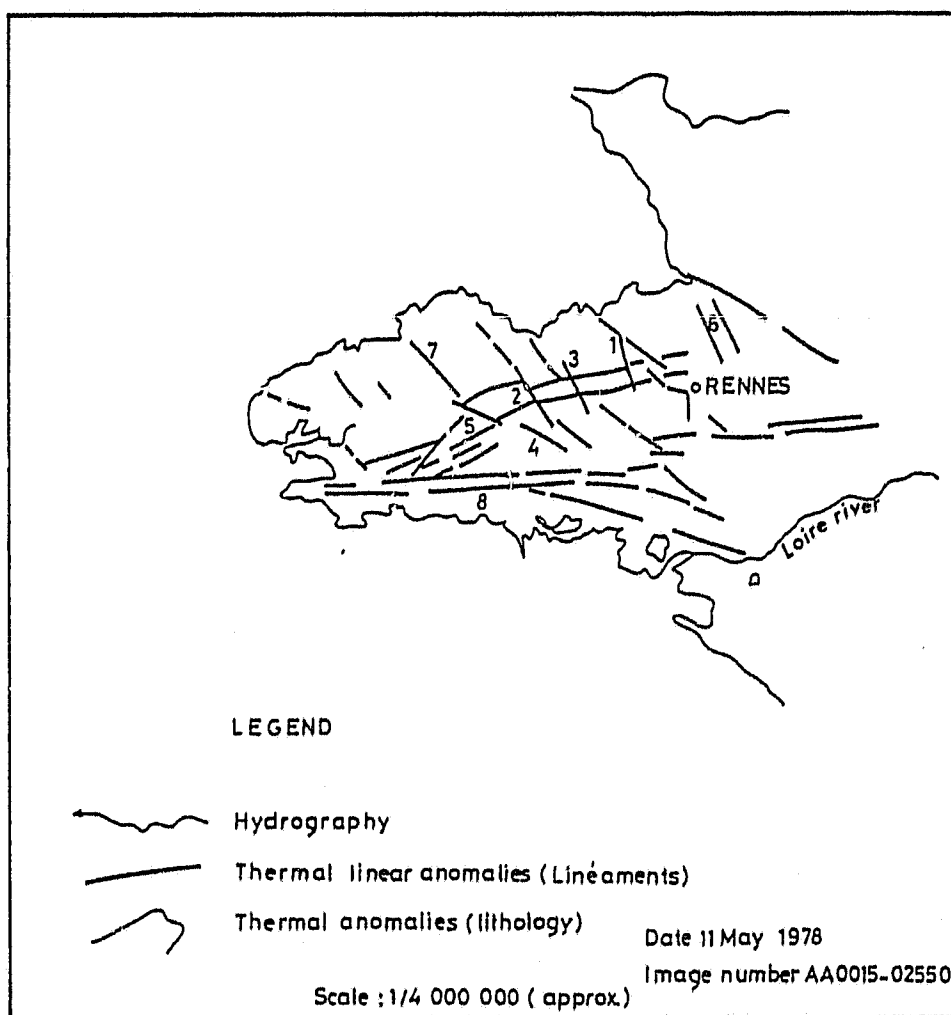 6
1
7
3
RENNES
2
5
4
8
Loire river
LEGEND
Hydrography
Thermal linear anomalies (Linéaments)
Thermal anomalies (lithology)
Date 11 May 1978
Image number AA0015-02550
Scale : 1/4 000 000 ( approx.)